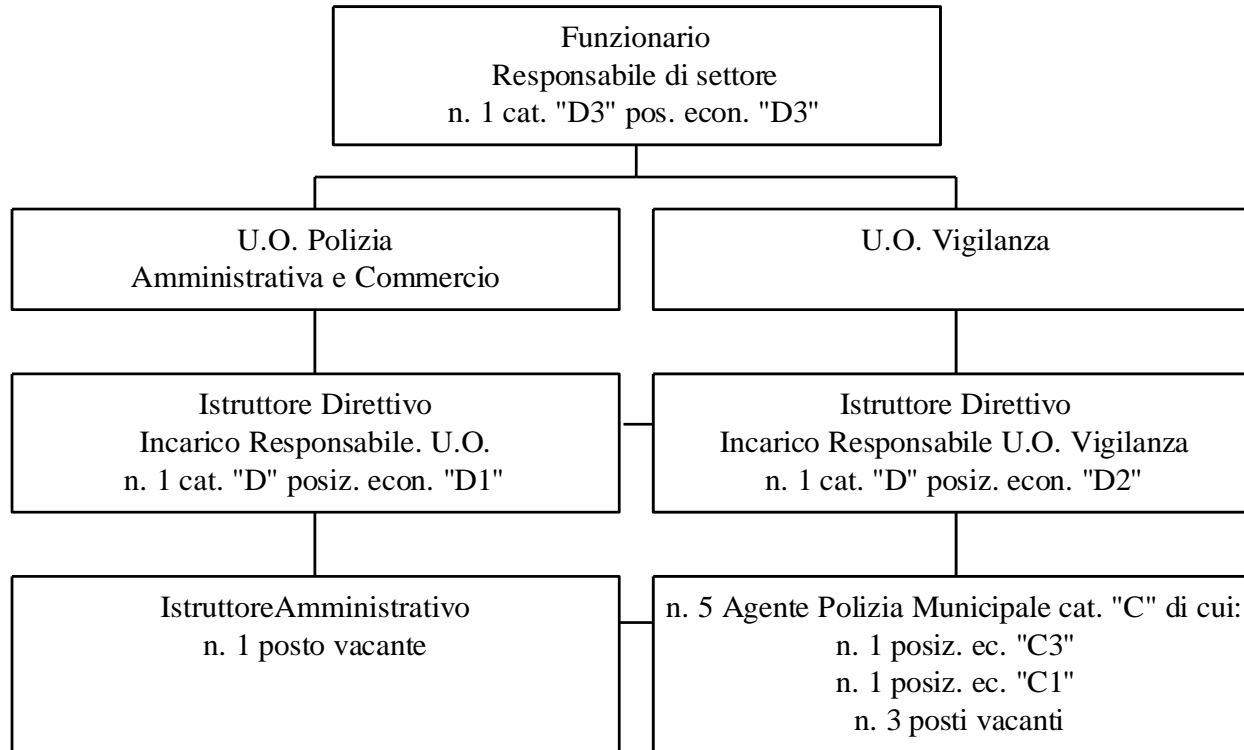 Funzionario
Responsabile di settore
n. 1 cat. "D3" pos. econ. "D3"
U.O. Polizia
Amministrativa e Commercio
U.O. Vigilanza
Istruttore Direttivo
Incarico Responsabile. U.O.
n. 1 cat. "D" posiz. econ. "D1"
Istruttore Direttivo
Incarico Responsabile U.O. Vigilanza
n. 1 cat. "D" posiz. econ. "D2"
IstruttoreAmministrativo
n. 1 posto vacante
n. 5 Agente Polizia Municipale cat. "C" di cui:
n. 1 posiz. ec. "C3"
n. 1 posiz. ec. "C1"
n. 3 posti vacanti